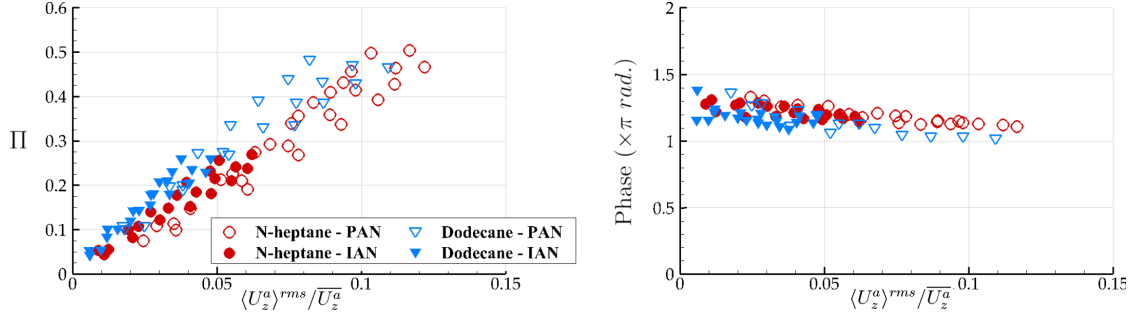 0.6
0.5
0.4
0.3
0.2
0.1
0
Π
0
0.05
0.1
0.15
⟨U_z^a⟩^{rms}/\overline{U_z^a}
N-heptane - PAN
N-heptane - IAN
Dodecane - PAN
Dodecane - IAN
2
1.5
1
0.5
0
Phase (×π rad.)
0
0.05
0.1
0.15
⟨U_z^a⟩^{rms}/\overline{U_z^a}